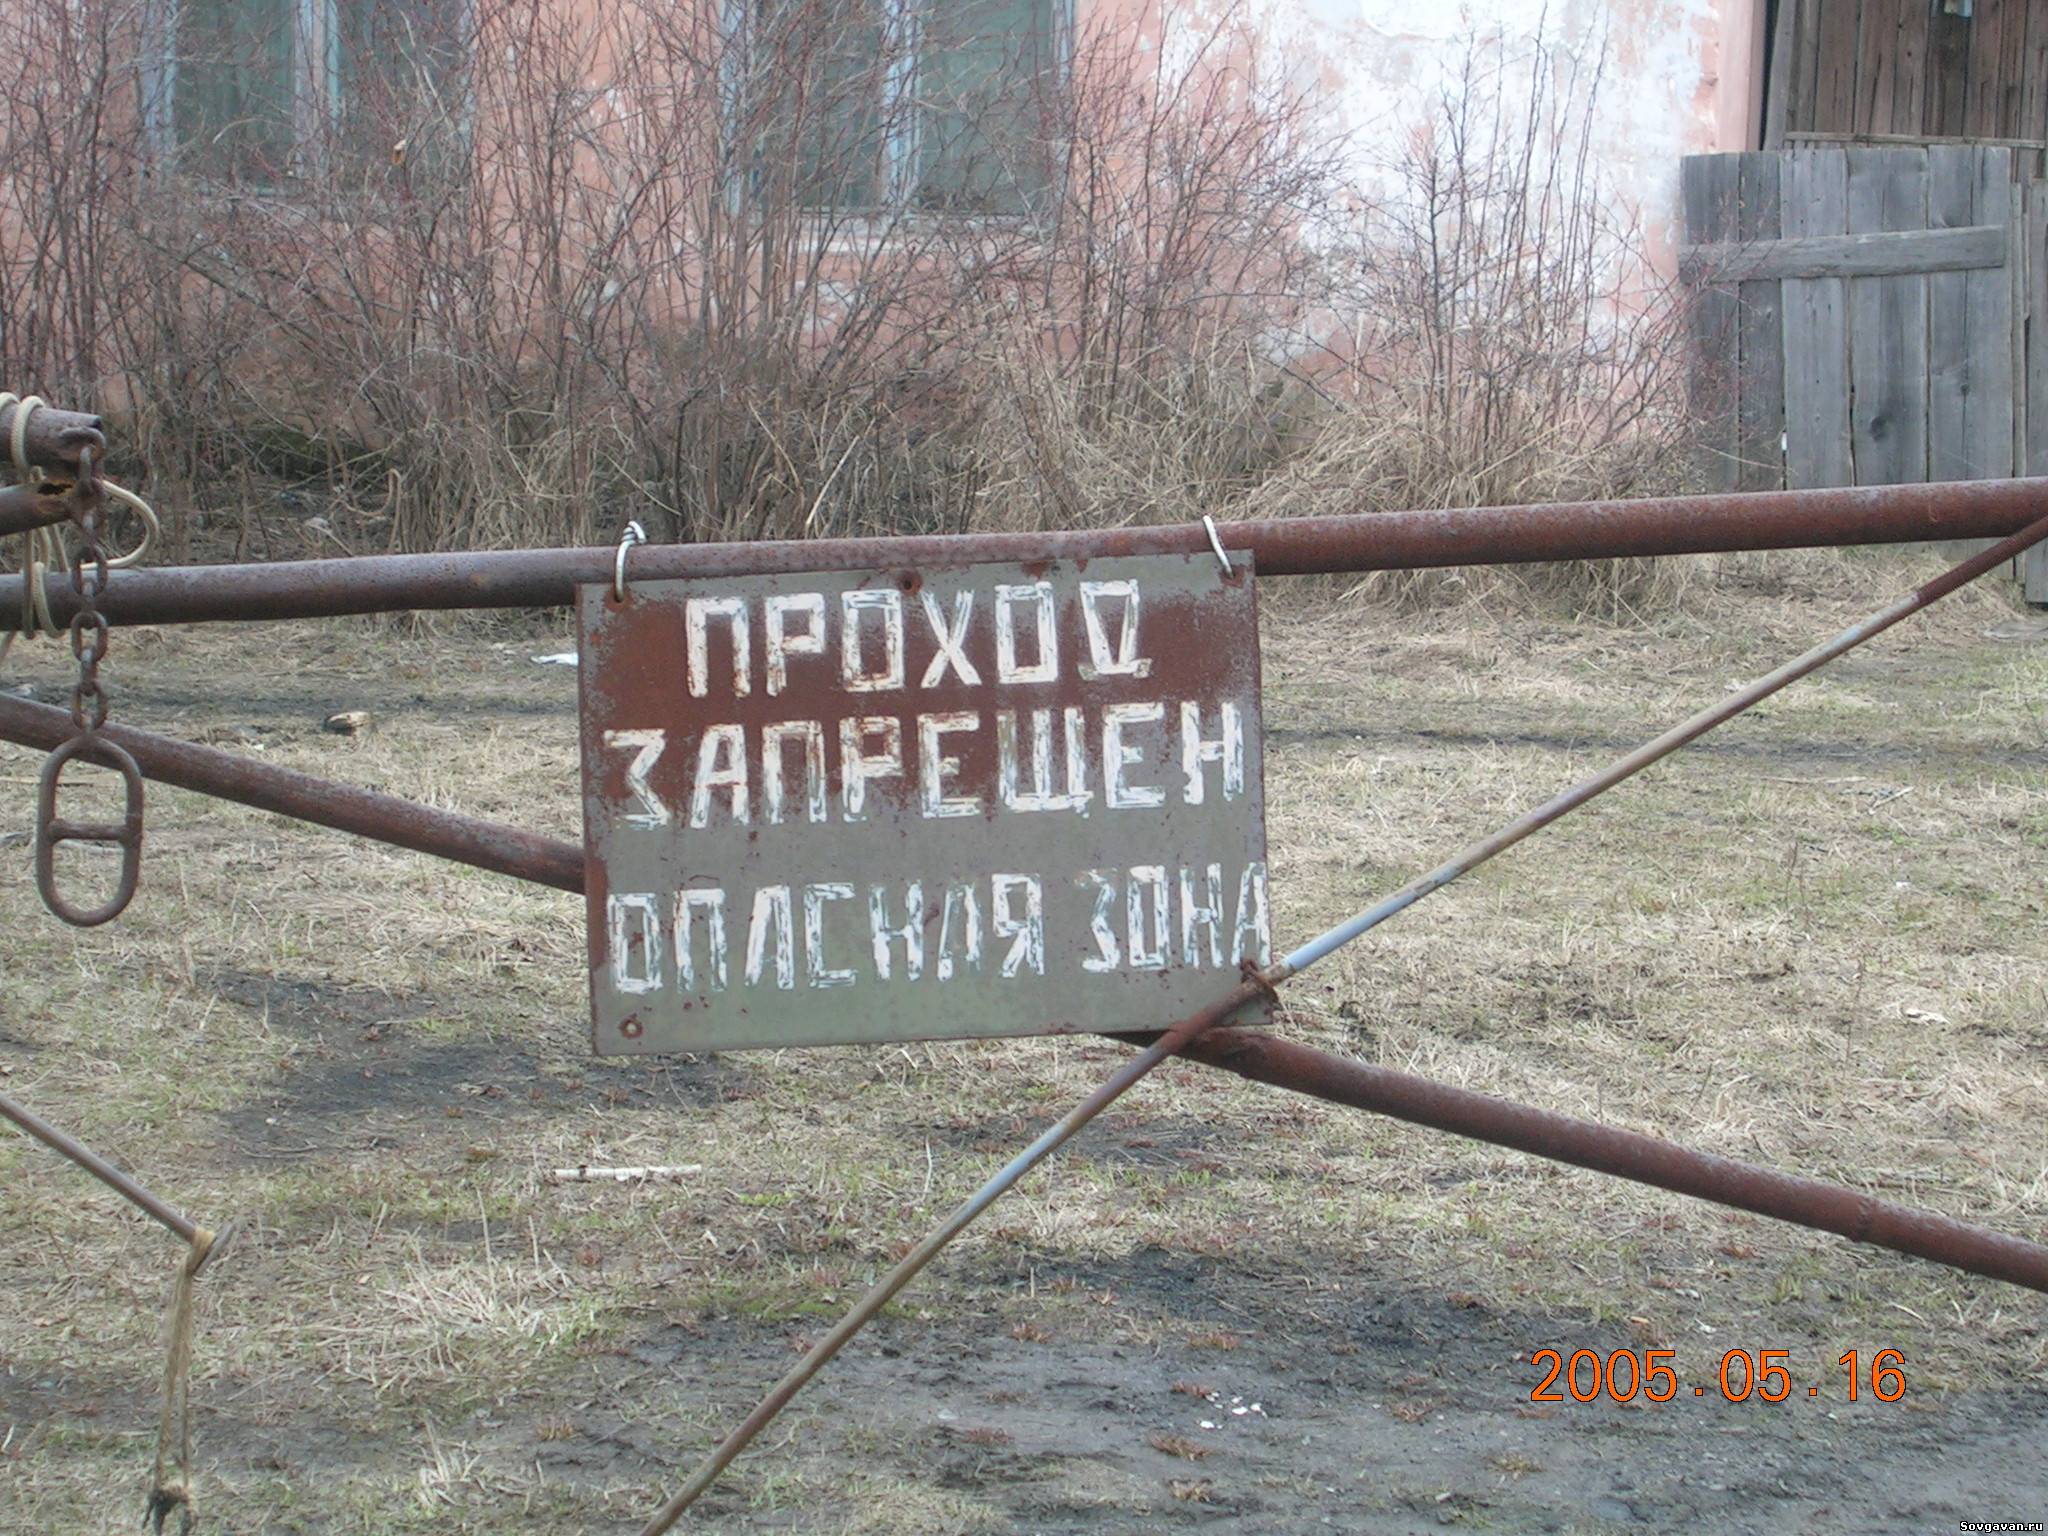 ПРОХОД
ЗАПРЕЩЕН
ОПАСНАЯ ЗОНА
2005.05.16
Sovgavan.ru